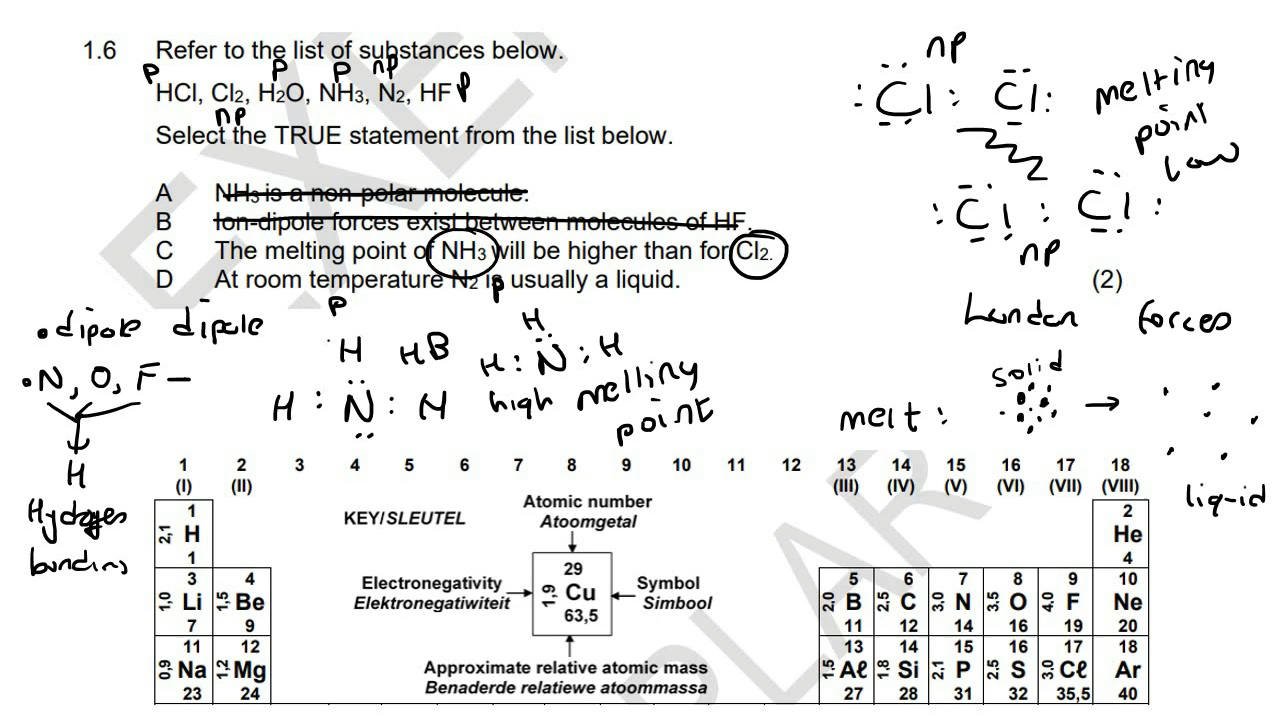 1.6 Refer to the list of substances below.
p p p np
HCl, Cl2, H2O, NH3, N2, HF p
np
Select the TRUE statement from the list below.
A NH3 is a non-polar molecule.
B Ion-dipole forces exist between molecules of HF.
C The melting point of NH3 will be higher than for Cl2.
D At room temperature N2 is usually a liquid.
(2)
np
Cl Cl
melting
point
low
Cl Cl
np
London forces
p
p
dipole dipole
N, O, F –
H
Hydrogen
bonding
H
H : N : H
HB
H
H : N : H
high melting
point
melt :
solid
→
liquid
1 2 3 4 5 6 7 8 9 10 11 12 13 14 15 16 17 18
(I) (II) (III) (IV) (V) (VI) (VII) (VIII)
KEY/SLEUTEL
Atomic number
Atoomgetal
Electronegativity
Elektronegatiwiteit
29
1,9 Cu
63,5
Symbol
Simbool
Approximate relative atomic mass
Benaderde relatiewe atoommassa
1 2
2,1 H He
1 4
3 4 5 6 7 8 9 10
1,0 Li 1,5 Be 2,0 B 2,5 C 3,0 N 3,5 O 4,0 F Ne
7 9 11 12 14 16 19 20
11 12 13 14 15 16 17 18
0,9 Na 1,2 Mg 1,5 Aℓ 1,8 Si 2,1 P 2,5 S 3,0 Cℓ Ar
23 24 27 28 31 32 35,5 40